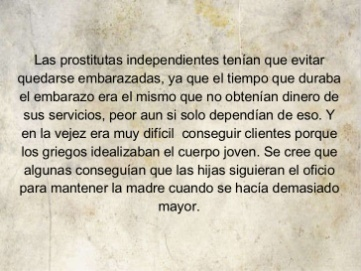 Las prostitutas independientes tenían que evitar
quedarse embarazadas, ya que el tiempo que duraba
el embarazo era el mismo que no obtenían dinero de
sus servicios, peor aun si solo dependían de eso. Y
en la vejez era muy difícil conseguir clientes porque
los griegos idealizaban el cuerpo joven. Se cree que
algunas conseguían que las hijas siguieran el oficio
para mantener la madre cuando se hacía demasiado
mayor.